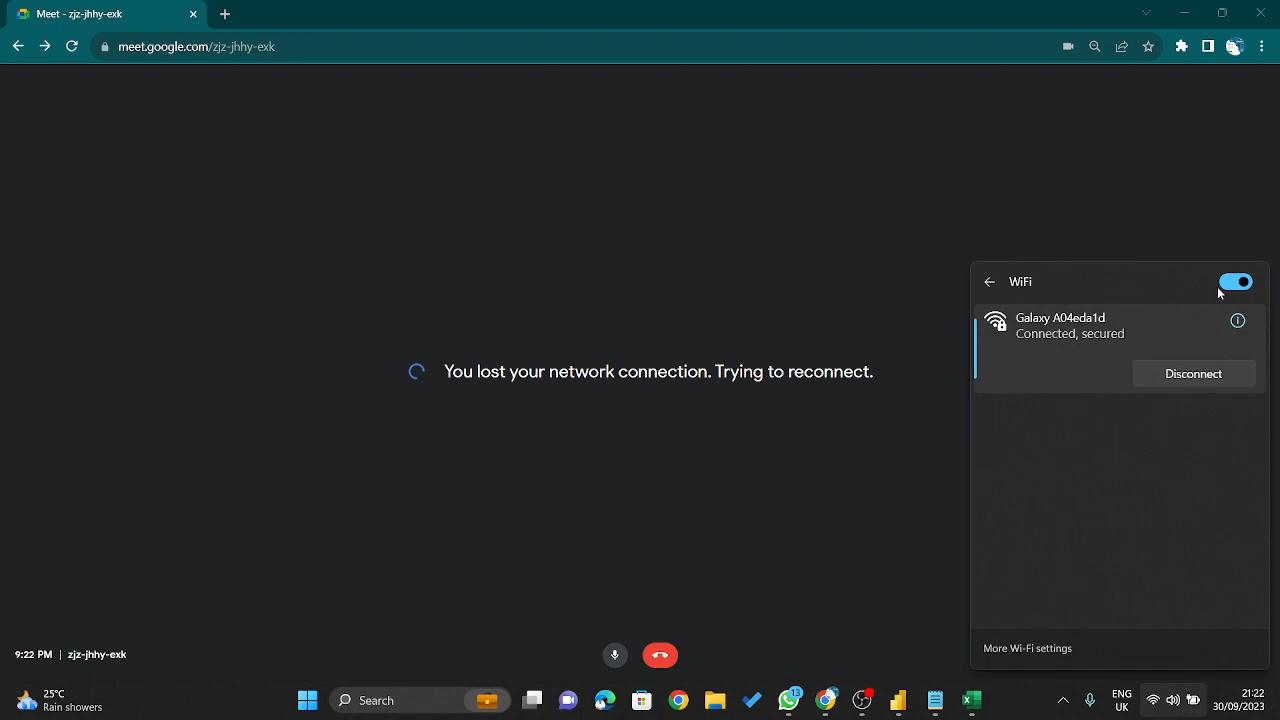 Meet - zjz-jhhy-exk
meet.google.com/zjz-jhhy-exk
You lost your network connection. Trying to reconnect.
WiFi
Galaxy A04eda1d
Connected, secured
Disconnect
More Wi-Fi settings
9:22 PM | zjz-jhhy-exk
25°C
Rain showers
Search
13
ENG
UK
21:22
30/09/2023